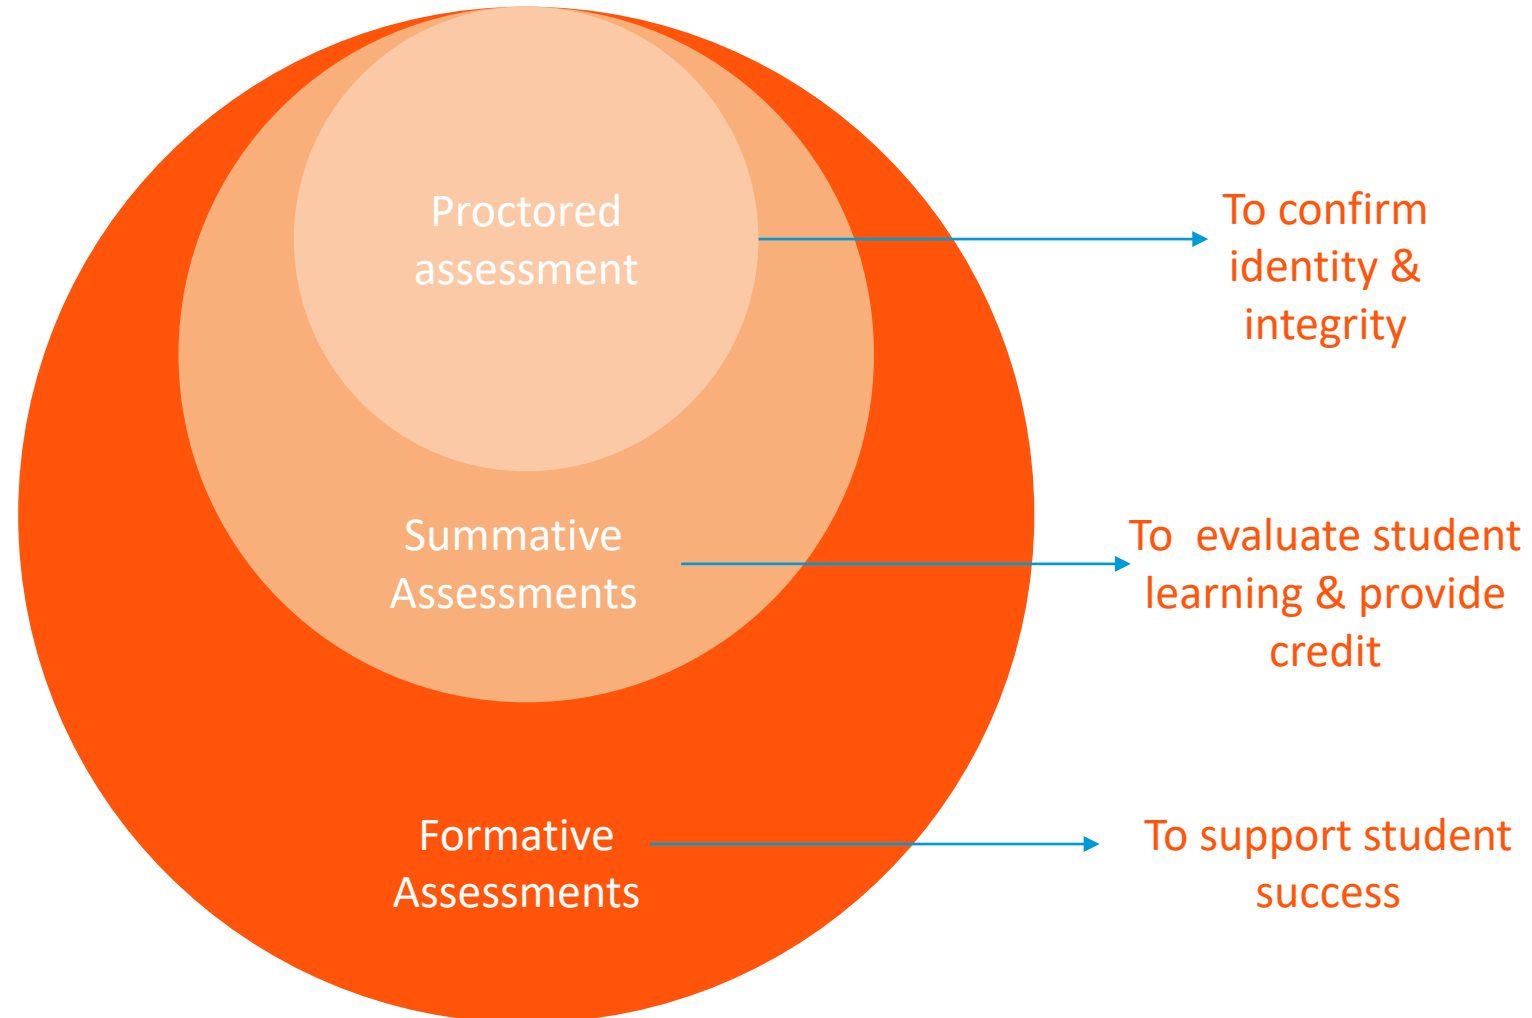 Proctored
assessment
To confirm
identity &
integrity
Summative
Assessments
To  evaluate student
learning & provide
credit
Formative
Assessments
To support student
success